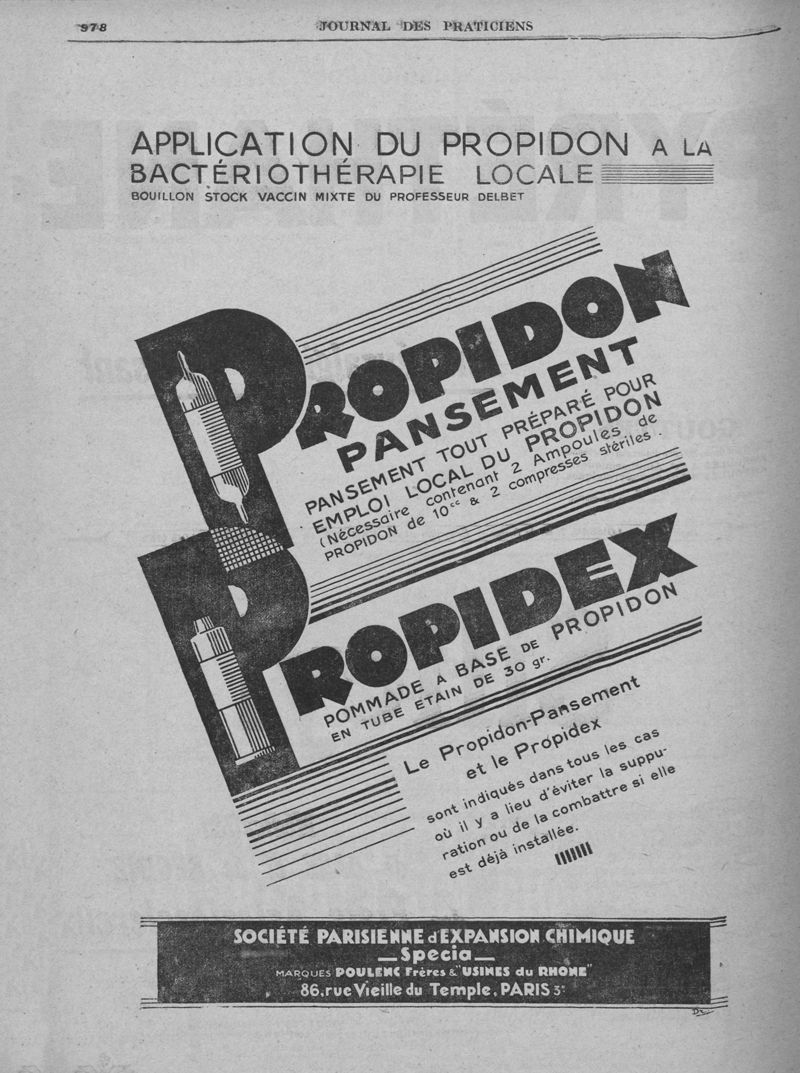 978
JOURNAL DES PRATICIENS
APPLICATION DU PROPIDON A LA
BACTÉRIOTHÉRAPIE LOCALE
BOUILLON STOCK VACCIN MIXTE DU PROFESSEUR DELBET
PROPIDON
PANSEMENT
PANSEMENT TOUT PRÉPARÉ POUR
EMPLOI LOCAL DU PROPIDON
(Nécessaire contenant 2 Ampoules de
PROPIDON de 10cc & 2 compresses stériles.
PROPIDEX
POMMADE A BASE DE PROPIDON
EN TUBE ETAIN DE 30 gr.
Le Propidon-Pansement
et le Propidex
sont indiqués dans tous les cas
où il y a lieu d'éviter la suppu-
ration ou de la combattre si elle
est déjà installée.
SOCIÉTÉ PARISIENNE d'EXPANSION CHIMIQUE
_Specia_
MARQUES POULENC Frères & "USINES du RHONE"
86, rue Vieille du Temple, PARIS 3e